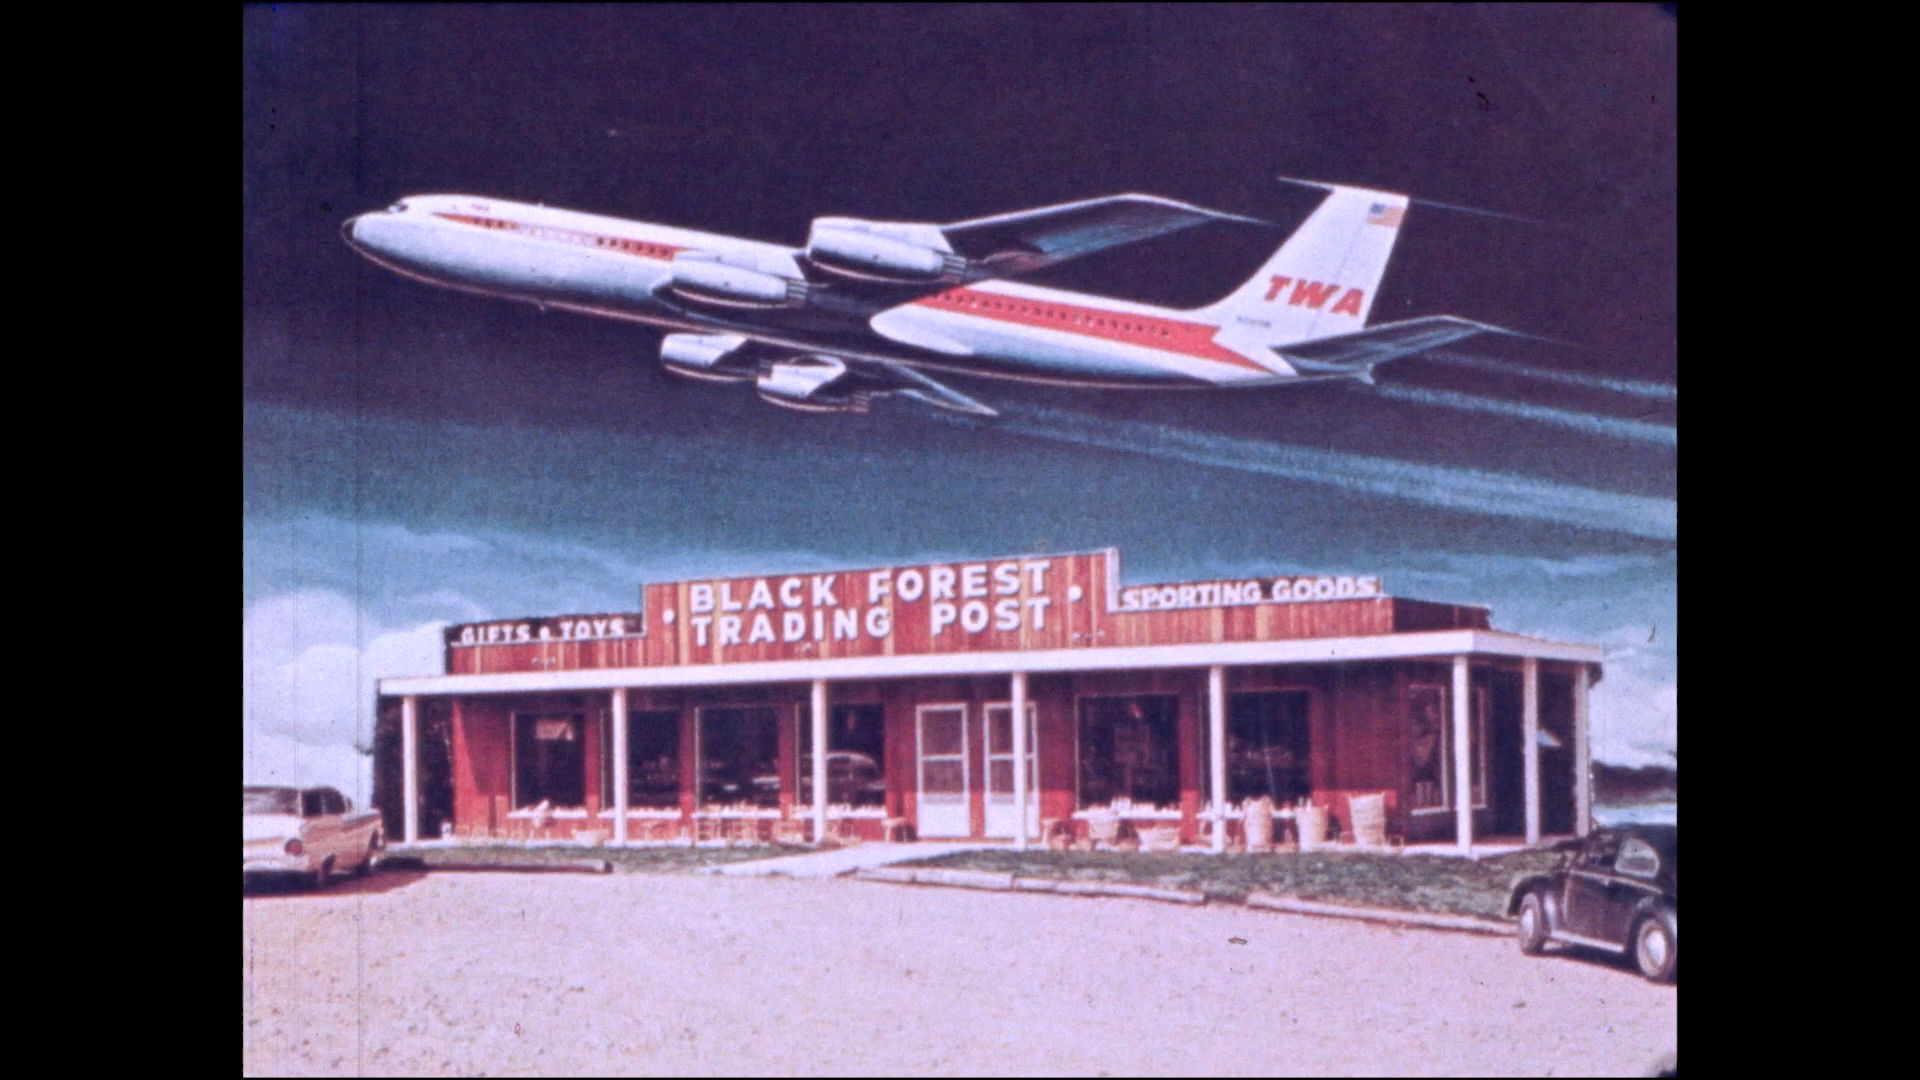 TWA
BLACK FOREST
TRADING POST
GIFTS & TOYS
SPORTING GOODS